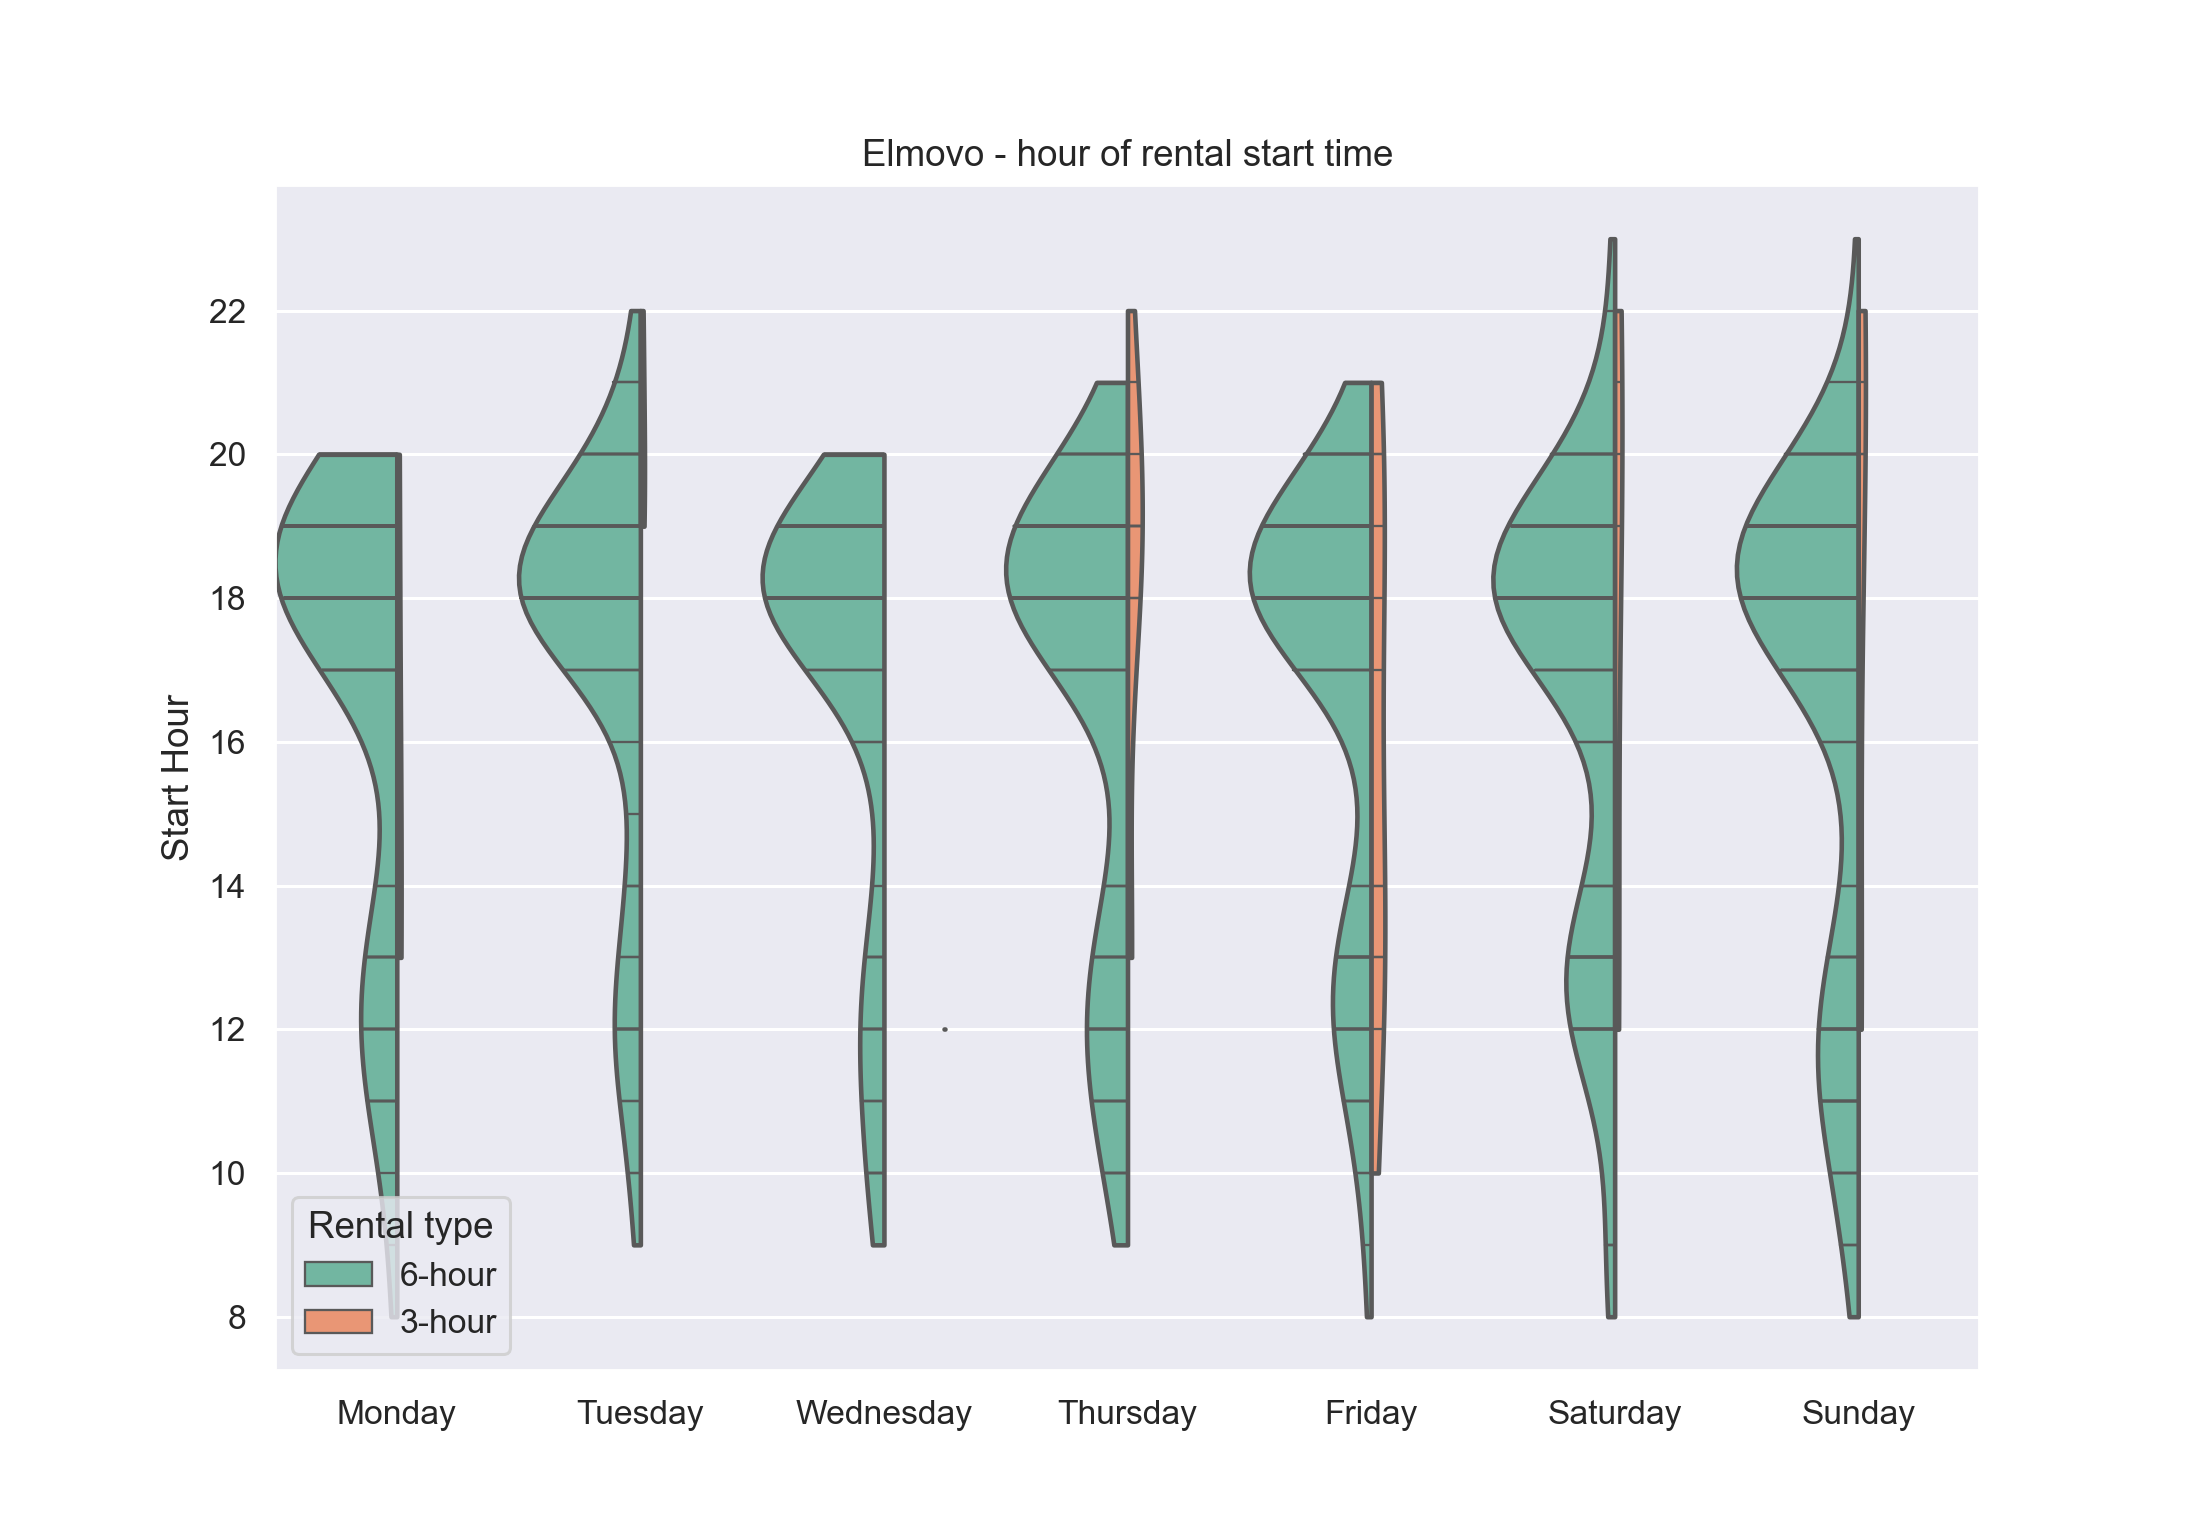 Elmovo - hour of rental start time
22
20
18
16
14
12
10
8
Start Hour
Rental type
6-hour
3-hour
Monday Tuesday Wednesday Thursday Friday Saturday Sunday